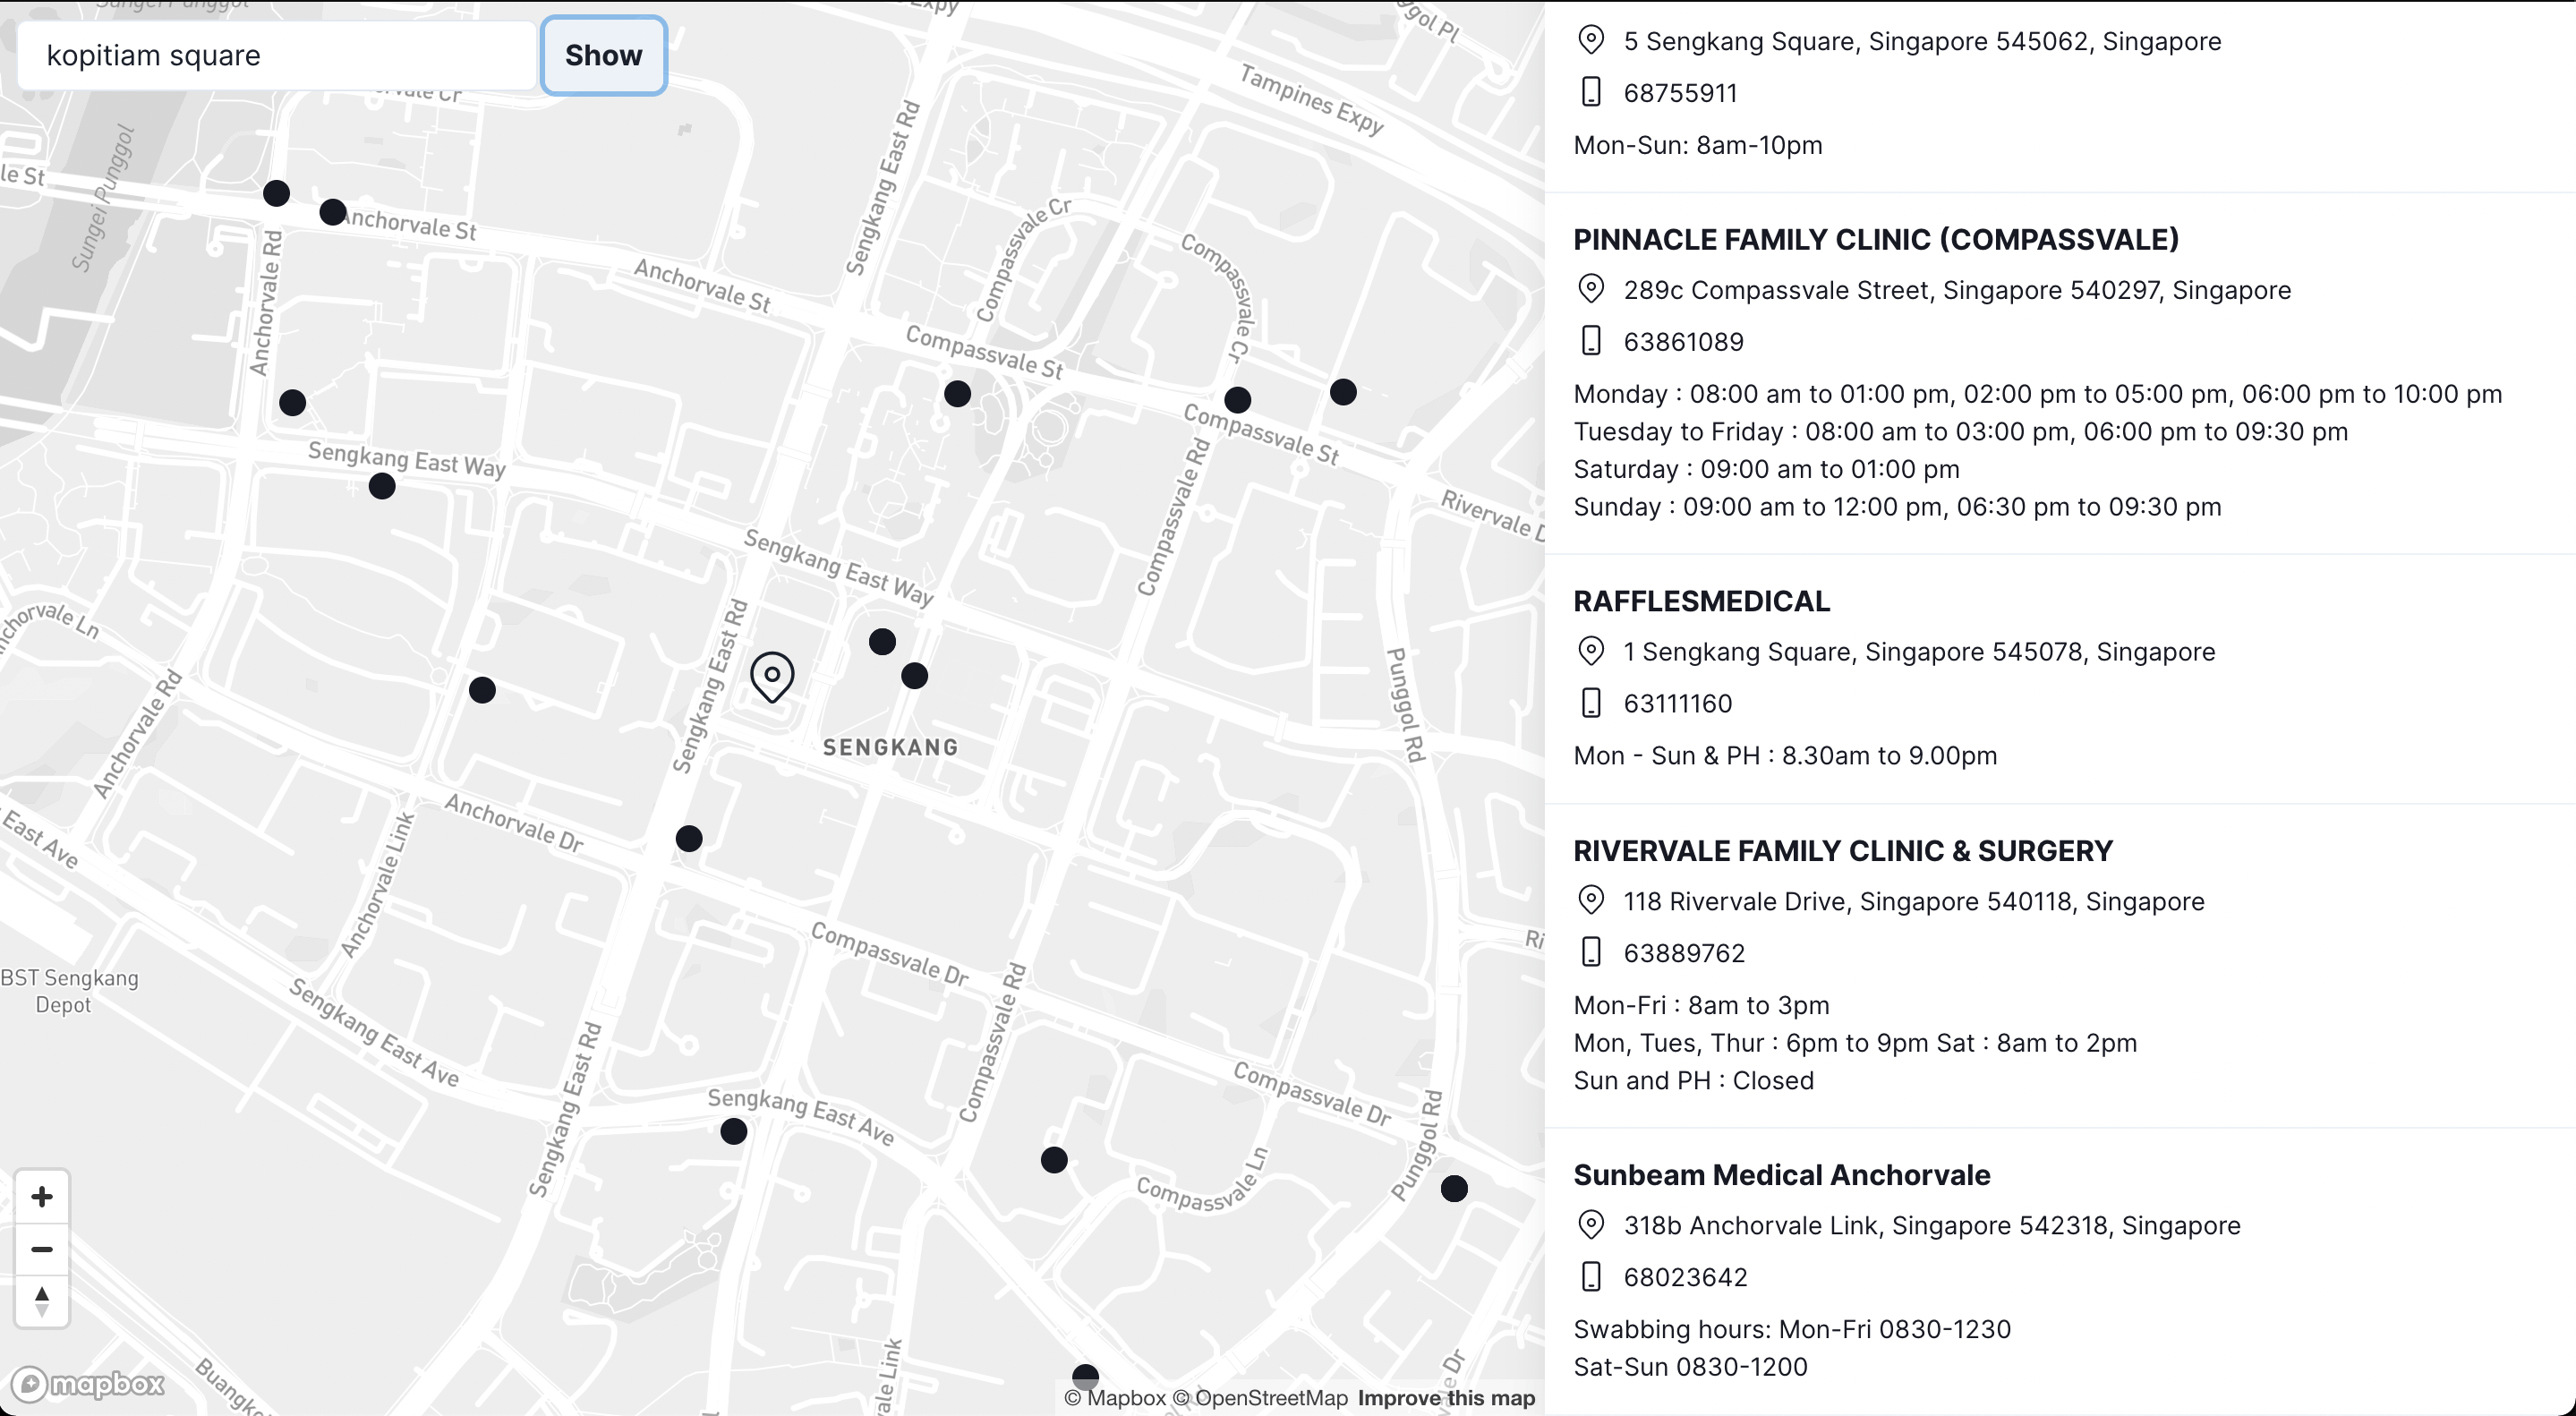 kopitiam square
Show
Sungei Punggol
Tampines Expy
Sengkang East Rd
Sungei Punggol
Anchorvale St
Anchorvale Rd
Anchorvale St
Compassvale Cr
Compassvale Cr
Compassvale St
Compassvale St
Sengkang East Way
Compassvale Rd
Sengkang East Way
Sengkang East Rd
Punggol Rd
Anchorvale Rd
SENGKANG
Anchorvale Dr
East Ave
Anchorvale Link
Compassvale Dr
Sengkang East Ave
Compassvale Rd
BST Sengkang
Depot
Sengkang East Rd
Sengkang East Ave
Compassvale Dr
Punggol Rd
Compassvale Ln
mapbox
© Mapbox © OpenStreetMap Improve this map
5 Sengkang Square, Singapore 545062, Singapore
68755911
Mon-Sun: 8am-10pm
PINNACLE FAMILY CLINIC (COMPASSVALE)
289c Compassvale Street, Singapore 540297, Singapore
63861089
Monday : 08:00 am to 01:00 pm, 02:00 pm to 05:00 pm, 06:00 pm to 10:00 pm
Tuesday to Friday : 08:00 am to 03:00 pm, 06:00 pm to 09:30 pm
Saturday : 09:00 am to 01:00 pm
Sunday : 09:00 am to 12:00 pm, 06:30 pm to 09:30 pm
RAFFLESMEDICAL
1 Sengkang Square, Singapore 545078, Singapore
63111160
Mon - Sun & PH : 8.30am to 9.00pm
RIVERVALE FAMILY CLINIC & SURGERY
118 Rivervale Drive, Singapore 540118, Singapore
63889762
Mon-Fri : 8am to 3pm
Mon, Tues, Thur : 6pm to 9pm Sat : 8am to 2pm
Sun and PH : Closed
Sunbeam Medical Anchorvale
318b Anchorvale Link, Singapore 542318, Singapore
68023642
Swabbing hours: Mon-Fri 0830-1230
Sat-Sun 0830-1200